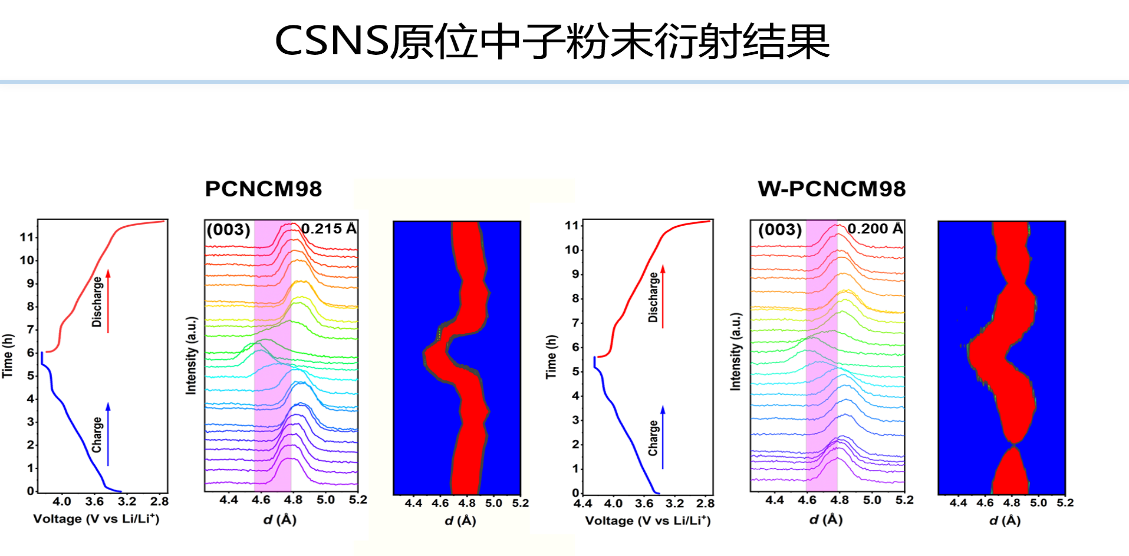 CSNS原位中子粉末衍射结果
PCNCM98
W-PCNCM98
Time (h)
11
10
9
8
7
6
5
4
3
2
1
0
Discharge
Charge
4.0 3.6 3.2 2.8
Voltage (V vs Li/Li⁺)
Intensity (a.u.)
(003) 0.215 Å
4.4 4.6 4.8 5.0 5.2
d (Å)
4.4 4.6 4.8 5.0 5.2
d (Å)
Time (h)
11
10
9
8
7
6
5
4
3
2
1
0
Discharge
Charge
4.4 4.0 3.6 3.2 2.8
Voltage (V vs Li/Li⁺)
Intensity (a.u.)
(003) 0.200 Å
4.4 4.6 4.8 5.0 5.2
d (Å)
4.4 4.6 4.8 5.0 5.2
d (Å)